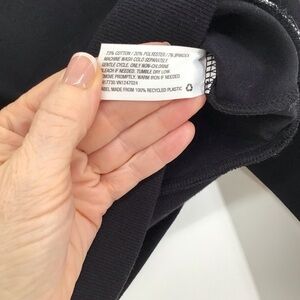 73% COTTON / 20% POLYESTER / 7% SPANDEX
MACHINE WASH COLD SEPARATELY
GENTLE CYCLE. ONLY NON-CHLORINE
BLEACH IF NEEDED. TUMBLE DRY LOW
REMOVE PROMPTLY. WARM IRON IF NEEDED
LABEL MADE FROM 100% RECYCLED PLASTIC